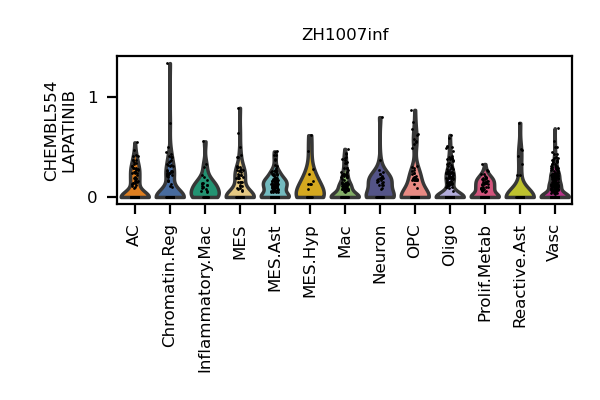 ZH1007inf
CHEMBL554
LAPATINIB
1
0
AC
Chromatin.Reg
Inflammatory.Mac
MES
MES.Ast
MES.Hyp
Mac
Neuron
OPC
Oligo
Prolif.Metab
Reactive.Ast
Vasc